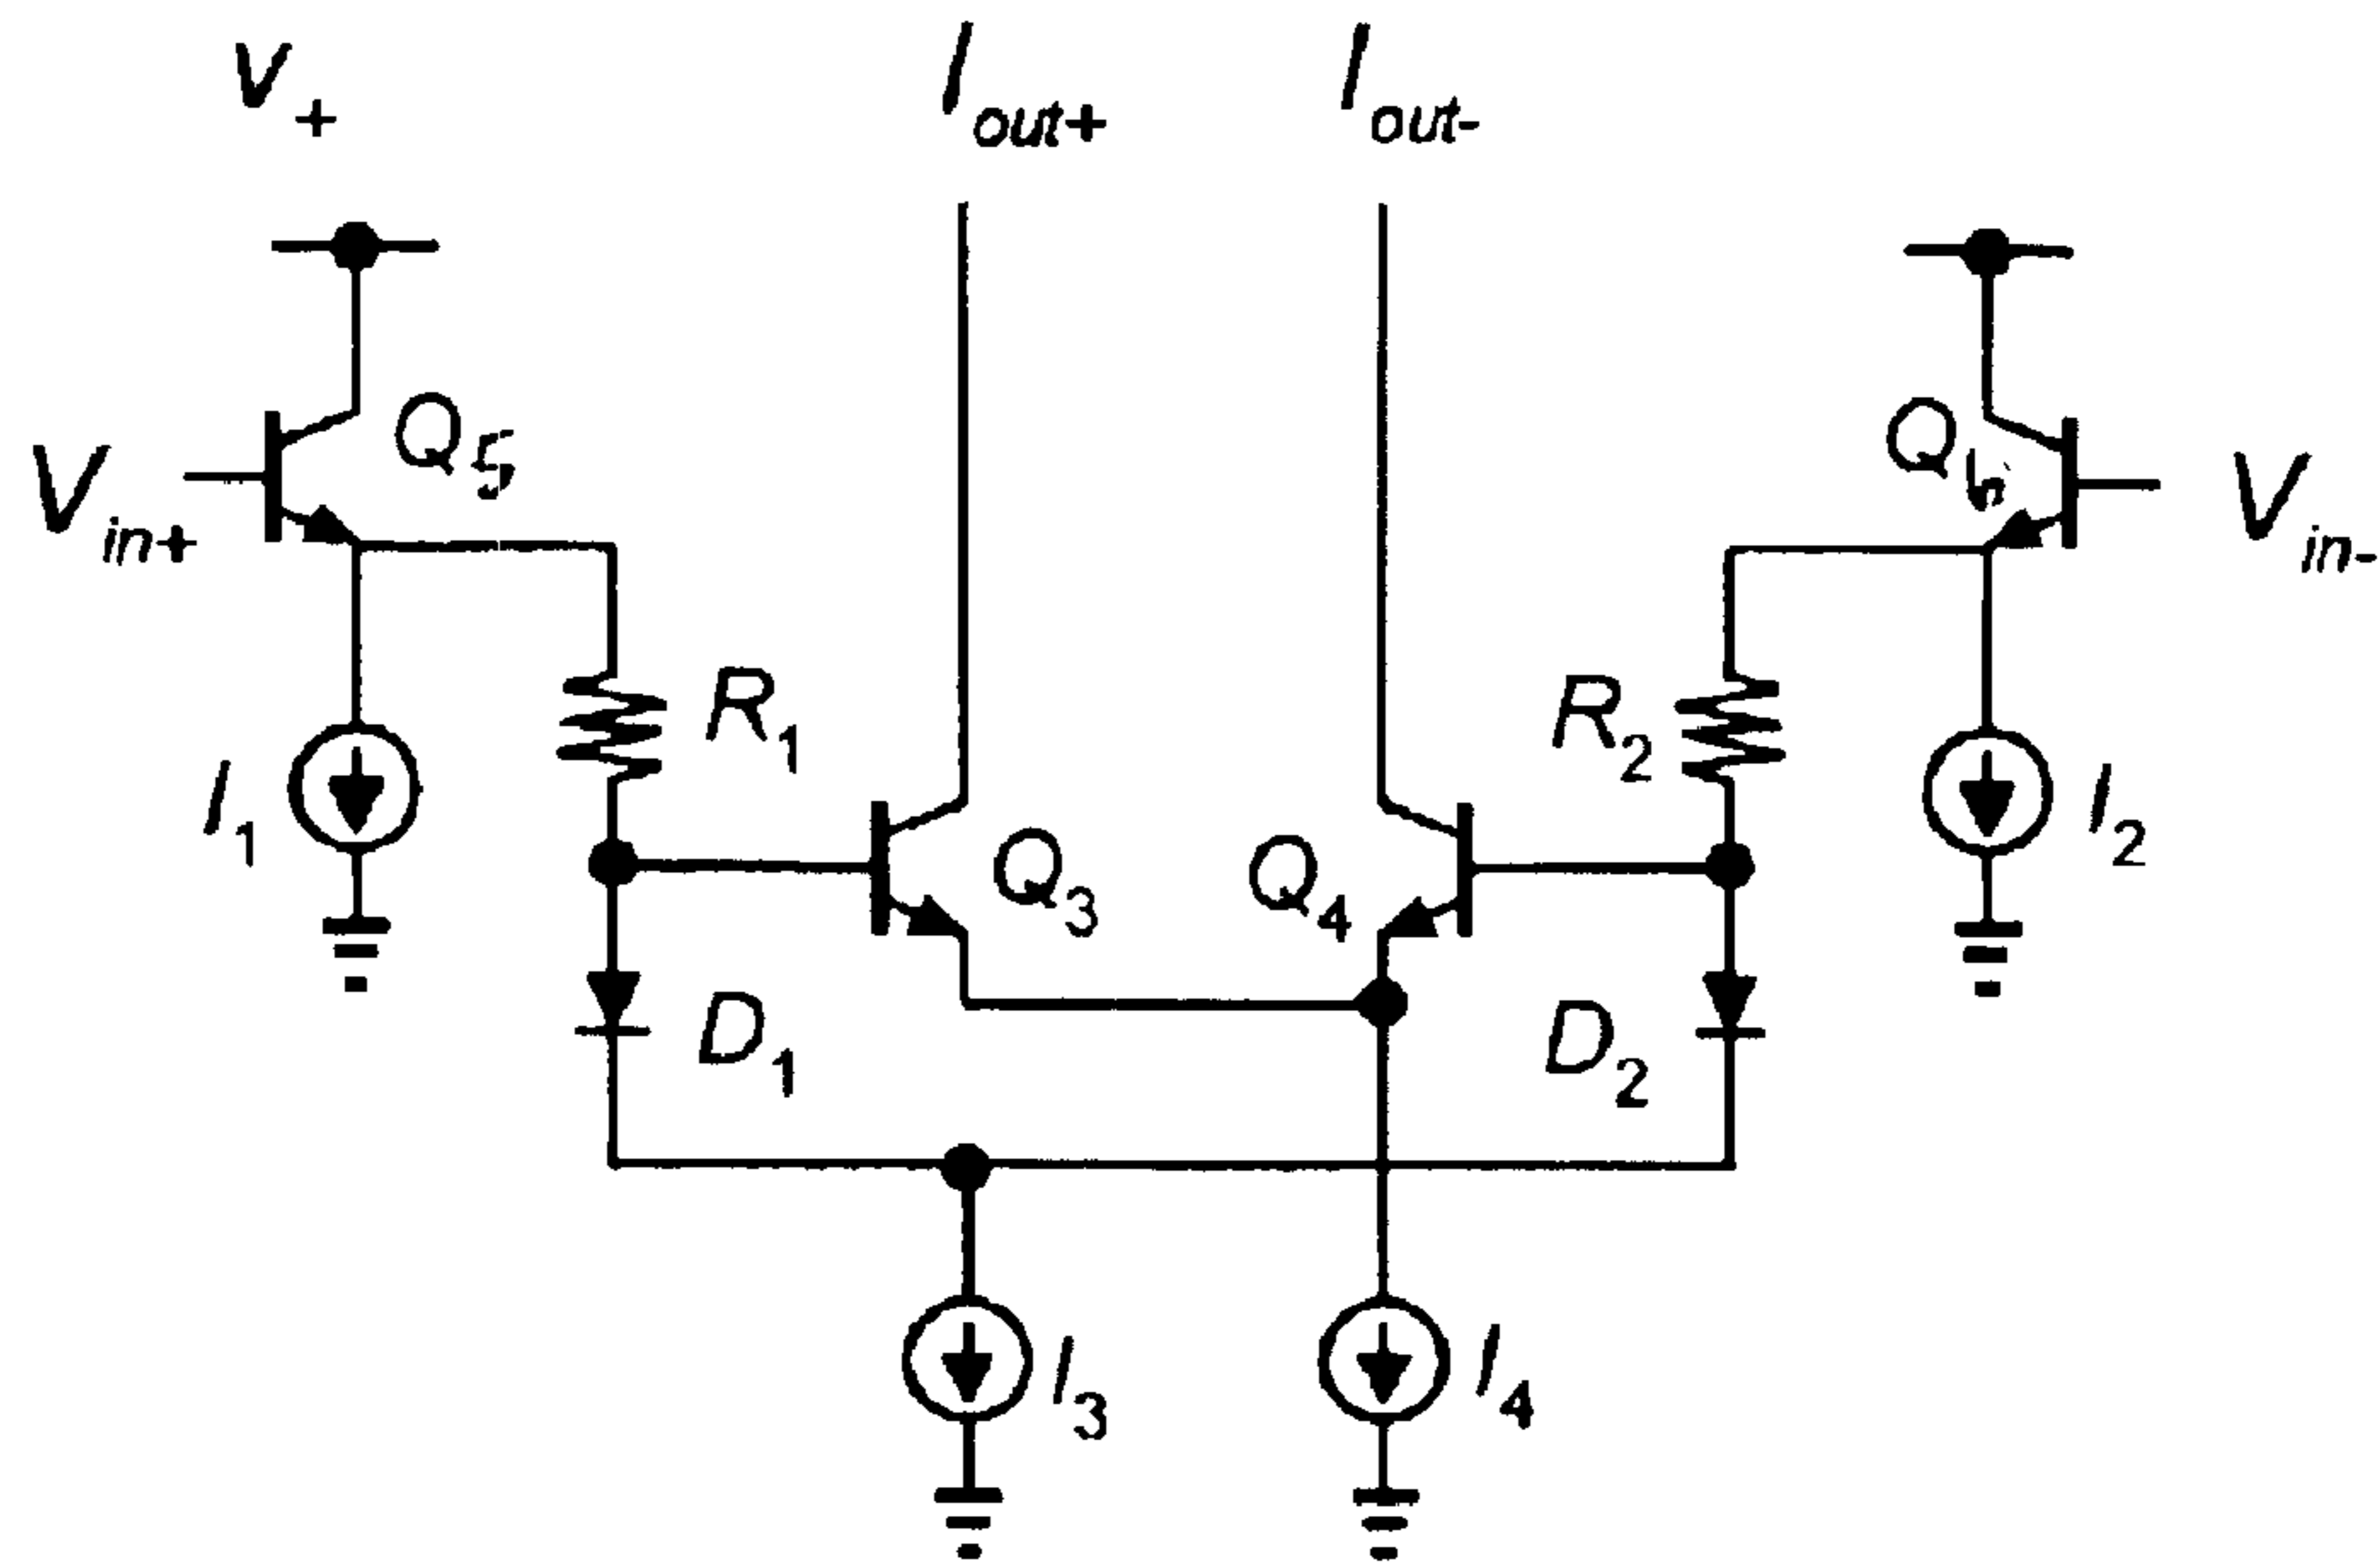 V+
Iout+
Iout-
Q5
Q6
Vin+
Vin-
R1
R2
I1
I2
Q3
Q4
D1
D2
I3
I4